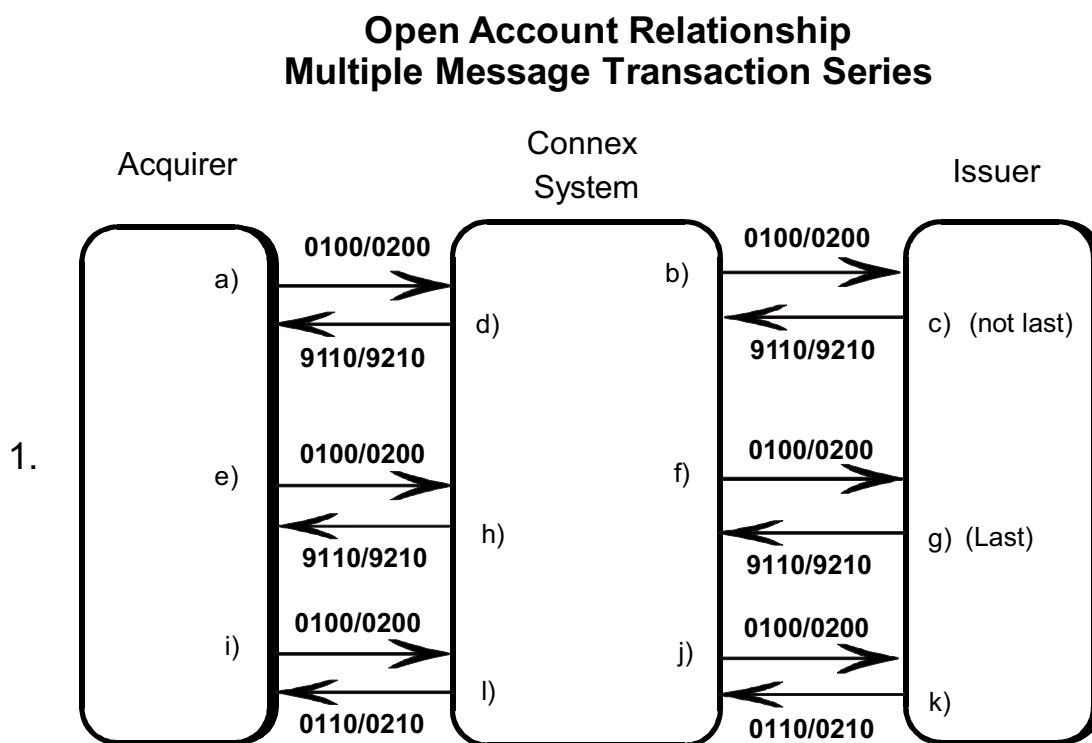 Open Account Relationship
Multiple Message Transaction Series
Acquirer
Connex
System
Issuer
0100/0200
0100/0200
a)
b)
d)
c) (not last)
9110/9210
9110/9210
1.
0100/0200
0100/0200
e)
f)
h)
g) (Last)
9110/9210
9110/9210
0100/0200
0100/0200
i)
j)
l)
k)
0110/0210
0110/0210